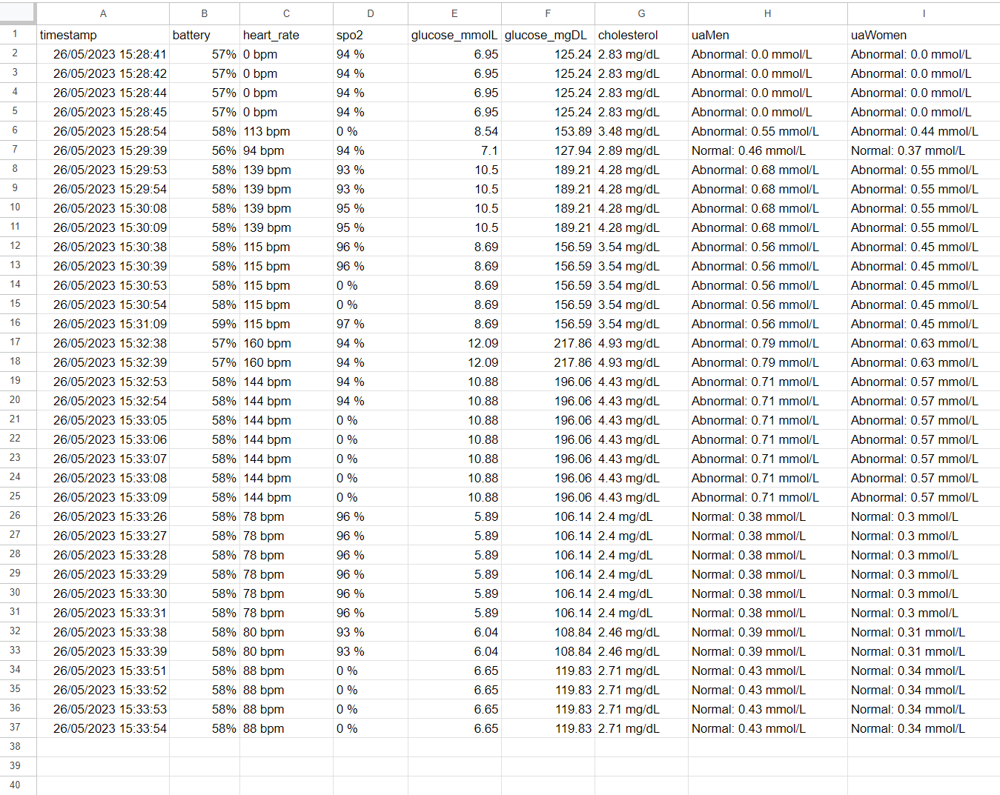 A B C D E F G H I
1 timestamp battery heart_rate spo2 glucose_mmolL glucose_mgDL cholesterol uaMen uaWomen
2 26/05/2023 15:28:41 57% 0 bpm 94 % 6.95 125.24 2.83 mg/dL Abnormal: 0.0 mmol/L Abnormal: 0.0 mmol/L
3 26/05/2023 15:28:42 57% 0 bpm 94 % 6.95 125.24 2.83 mg/dL Abnormal: 0.0 mmol/L Abnormal: 0.0 mmol/L
4 26/05/2023 15:28:44 57% 0 bpm 94 % 6.95 125.24 2.83 mg/dL Abnormal: 0.0 mmol/L Abnormal: 0.0 mmol/L
5 26/05/2023 15:28:45 57% 0 bpm 94 % 6.95 125.24 2.83 mg/dL Abnormal: 0.0 mmol/L Abnormal: 0.0 mmol/L
6 26/05/2023 15:28:54 58% 113 bpm 0 % 8.54 153.89 3.48 mg/dL Abnormal: 0.55 mmol/L Abnormal: 0.44 mmol/L
7 26/05/2023 15:29:39 56% 94 bpm 94 % 7.1 127.94 2.89 mg/dL Normal: 0.46 mmol/L Normal: 0.37 mmol/L
8 26/05/2023 15:29:53 58% 139 bpm 93 % 10.5 189.21 4.28 mg/dL Abnormal: 0.68 mmol/L Abnormal: 0.55 mmol/L
9 26/05/2023 15:29:54 58% 139 bpm 93 % 10.5 189.21 4.28 mg/dL Abnormal: 0.68 mmol/L Abnormal: 0.55 mmol/L
10 26/05/2023 15:30:08 58% 139 bpm 95 % 10.5 189.21 4.28 mg/dL Abnormal: 0.68 mmol/L Abnormal: 0.55 mmol/L
11 26/05/2023 15:30:09 58% 139 bpm 95 % 10.5 189.21 4.28 mg/dL Abnormal: 0.68 mmol/L Abnormal: 0.55 mmol/L
12 26/05/2023 15:30:38 58% 115 bpm 96 % 8.69 156.59 3.54 mg/dL Abnormal: 0.56 mmol/L Abnormal: 0.45 mmol/L
13 26/05/2023 15:30:39 58% 115 bpm 96 % 8.69 156.59 3.54 mg/dL Abnormal: 0.56 mmol/L Abnormal: 0.45 mmol/L
14 26/05/2023 15:30:53 58% 115 bpm 0 % 8.69 156.59 3.54 mg/dL Abnormal: 0.56 mmol/L Abnormal: 0.45 mmol/L
15 26/05/2023 15:30:54 58% 115 bpm 0 % 8.69 156.59 3.54 mg/dL Abnormal: 0.56 mmol/L Abnormal: 0.45 mmol/L
16 26/05/2023 15:31:09 59% 115 bpm 97 % 8.69 156.59 3.54 mg/dL Abnormal: 0.56 mmol/L Abnormal: 0.45 mmol/L
17 26/05/2023 15:32:38 57% 160 bpm 94 % 12.09 217.86 4.93 mg/dL Abnormal: 0.79 mmol/L Abnormal: 0.63 mmol/L
18 26/05/2023 15:32:39 57% 160 bpm 94 % 12.09 217.86 4.93 mg/dL Abnormal: 0.79 mmol/L Abnormal: 0.63 mmol/L
19 26/05/2023 15:32:53 58% 144 bpm 94 % 10.88 196.06 4.43 mg/dL Abnormal: 0.71 mmol/L Abnormal: 0.57 mmol/L
20 26/05/2023 15:32:54 58% 144 bpm 94 % 10.88 196.06 4.43 mg/dL Abnormal: 0.71 mmol/L Abnormal: 0.57 mmol/L
21 26/05/2023 15:33:05 58% 144 bpm 0 % 10.88 196.06 4.43 mg/dL Abnormal: 0.71 mmol/L Abnormal: 0.57 mmol/L
22 26/05/2023 15:33:06 58% 144 bpm 0 % 10.88 196.06 4.43 mg/dL Abnormal: 0.71 mmol/L Abnormal: 0.57 mmol/L
23 26/05/2023 15:33:07 58% 144 bpm 0 % 10.88 196.06 4.43 mg/dL Abnormal: 0.71 mmol/L Abnormal: 0.57 mmol/L
24 26/05/2023 15:33:08 58% 144 bpm 0 % 10.88 196.06 4.43 mg/dL Abnormal: 0.71 mmol/L Abnormal: 0.57 mmol/L
25 26/05/2023 15:33:09 58% 144 bpm 0 % 10.88 196.06 4.43 mg/dL Abnormal: 0.71 mmol/L Abnormal: 0.57 mmol/L
26 26/05/2023 15:33:26 58% 78 bpm 96 % 5.89 106.14 2.4 mg/dL Normal: 0.38 mmol/L Normal: 0.3 mmol/L
27 26/05/2023 15:33:27 58% 78 bpm 96 % 5.89 106.14 2.4 mg/dL Normal: 0.38 mmol/L Normal: 0.3 mmol/L
28 26/05/2023 15:33:28 58% 78 bpm 96 % 5.89 106.14 2.4 mg/dL Normal: 0.38 mmol/L Normal: 0.3 mmol/L
29 26/05/2023 15:33:29 58% 78 bpm 96 % 5.89 106.14 2.4 mg/dL Normal: 0.38 mmol/L Normal: 0.3 mmol/L
30 26/05/2023 15:33:30 58% 78 bpm 96 % 5.89 106.14 2.4 mg/dL Normal: 0.38 mmol/L Normal: 0.3 mmol/L
31 26/05/2023 15:33:31 58% 78 bpm 96 % 5.89 106.14 2.4 mg/dL Normal: 0.38 mmol/L Normal: 0.3 mmol/L
32 26/05/2023 15:33:38 58% 80 bpm 93 % 6.04 108.84 2.46 mg/dL Normal: 0.39 mmol/L Normal: 0.31 mmol/L
33 26/05/2023 15:33:39 58% 80 bpm 93 % 6.04 108.84 2.46 mg/dL Normal: 0.39 mmol/L Normal: 0.31 mmol/L
34 26/05/2023 15:33:51 58% 88 bpm 0 % 6.65 119.83 2.71 mg/dL Normal: 0.43 mmol/L Normal: 0.34 mmol/L
35 26/05/2023 15:33:52 58% 88 bpm 0 % 6.65 119.83 2.71 mg/dL Normal: 0.43 mmol/L Normal: 0.34 mmol/L
36 26/05/2023 15:33:53 58% 88 bpm 0 % 6.65 119.83 2.71 mg/dL Normal: 0.43 mmol/L Normal: 0.34 mmol/L
37 26/05/2023 15:33:54 58% 88 bpm 0 % 6.65 119.83 2.71 mg/dL Normal: 0.43 mmol/L Normal: 0.34 mmol/L
38
39
40